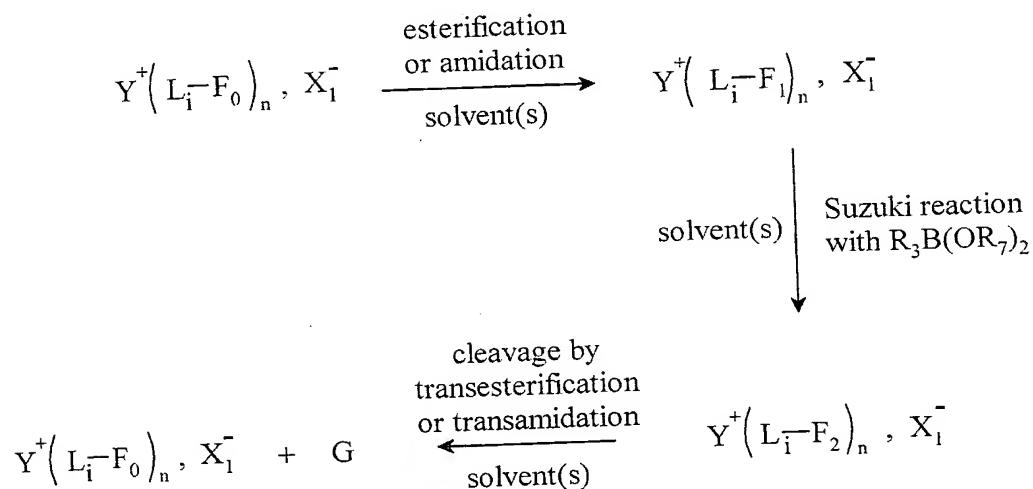 esterification
or amidation
Y⁺( Lᵢ—F₀ )ₙ , X₁⁻
solvent(s)
Y⁺( Lᵢ—F₁ )ₙ , X₁⁻
solvent(s)
Suzuki reaction
with R₃B(OR₇)₂
cleavage by
transesterification
or transamidation
Y⁺( Lᵢ—F₀ )ₙ , X₁⁻ + G
solvent(s)
Y⁺( Lᵢ—F₂ )ₙ , X₁⁻